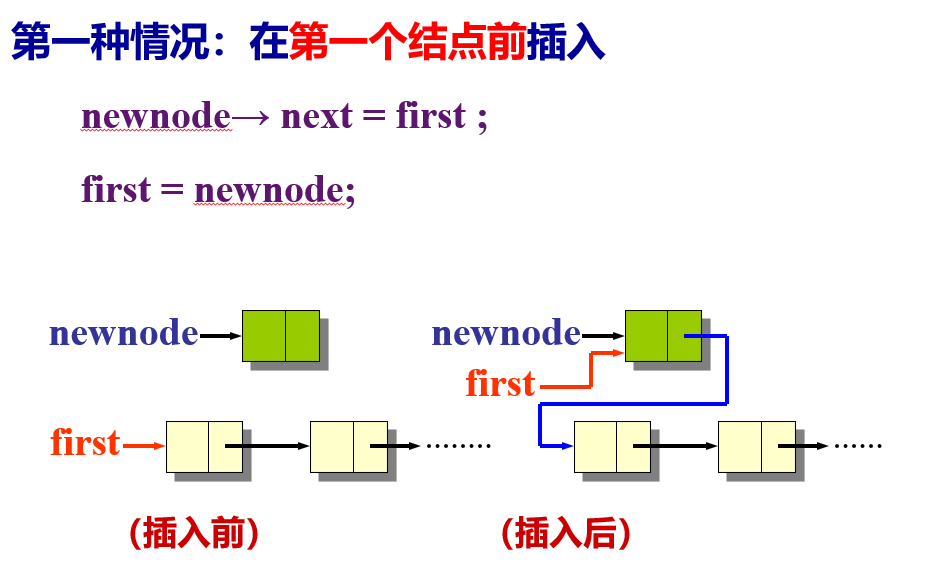 第一种情况：在第一个结点前插入
newnode→ next = first ;
first = newnode;
newnode
newnode
first
first
········
······
(插入前)
(插入后)